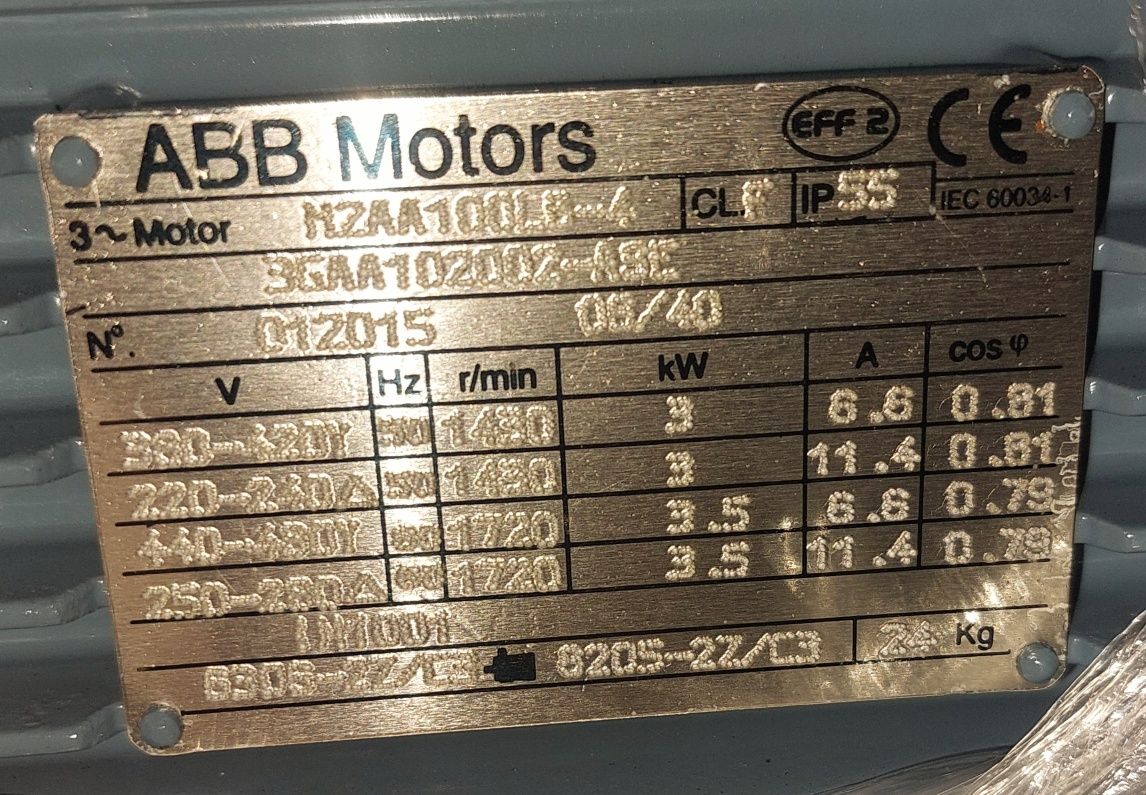 ABB Motors EFF 2 CE
3~Motor M2AA100LB-4 CL.F IP55 IEC 60034-1
3GAA102002-ASE
Nº. 012015 00/40
V Hz r/min kW A cos φ
380-420Y 50 1430 3 6.6 0.81
220-240Δ 50 1430 3 11.4 0.81
440-480Y 60 1720 3.5 6.6 0.79
250-280Δ 60 1720 3.5 11.4 0.79
IM1001
6306-2Z/C3 6205-2Z/C3 24 Kg